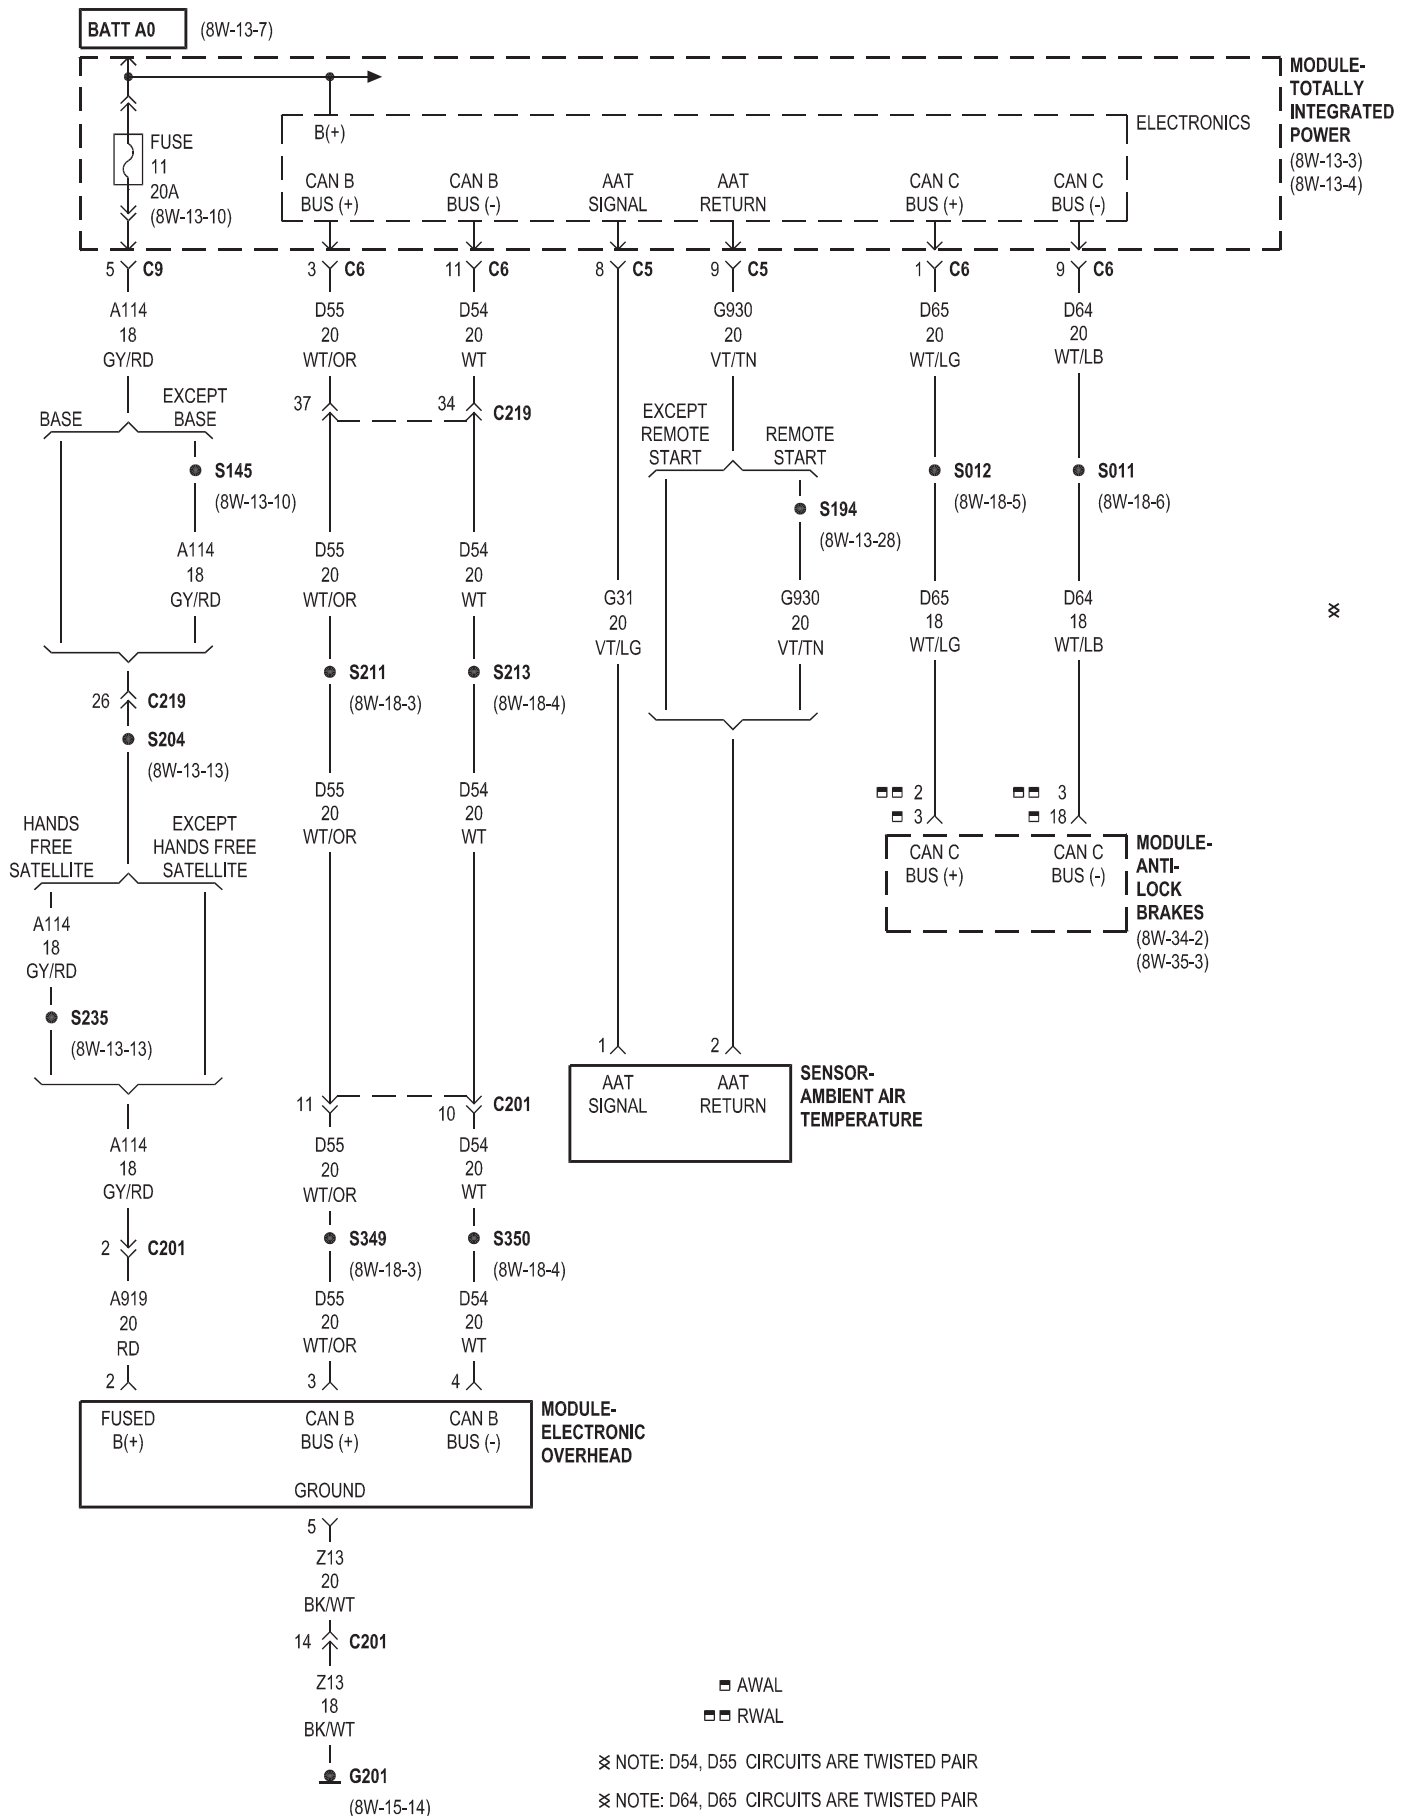 BATT A0 (8W-13-7)
MODULE-
TOTALLY
INTEGRATED
POWER
(8W-13-3)
(8W-13-4)
FUSE
11
20A
(8W-13-10)
B(+)
ELECTRONICS
CAN B
BUS (+)
CAN B
BUS (-)
AAT
SIGNAL
AAT
RETURN
CAN C
BUS (+)
CAN C
BUS (-)
5 C9
3 C6
11 C6
8 C5
9 C5
1 C6
9 C6
A114
18
GY/RD
D55
20
WT/OR
D54
20
WT
G930
20
VT/TN
D65
20
WT/LG
D64
20
WT/LB
BASE
EXCEPT
BASE
37
34 C219
EXCEPT
REMOTE
START
REMOTE
START
S145
(8W-13-10)
S012
(8W-18-5)
S011
(8W-18-6)
S194
(8W-13-28)
A114
18
GY/RD
D55
20
WT/OR
D54
20
WT
G31
20
VT/LG
G930
20
VT/TN
D65
18
WT/LG
D64
18
WT/LB
S211
(8W-18-3)
S213
(8W-18-4)
26 C219
S204
(8W-13-13)
D55
20
WT/OR
D54
20
WT
2
3
3
18
HANDS
FREE
SATELLITE
EXCEPT
HANDS FREE
SATELLITE
CAN C
BUS (+)
CAN C
BUS (-)
MODULE-
ANTI-
LOCK
BRAKES
(8W-34-2)
(8W-35-3)
A114
18
GY/RD
S235
(8W-13-13)
1
2
AAT
SIGNAL
AAT
RETURN
SENSOR-
AMBIENT AIR
TEMPERATURE
11
10 C201
A114
18
GY/RD
D55
20
WT/OR
D54
20
WT
2 C201
S349
(8W-18-3)
S350
(8W-18-4)
A919
20
RD
D55
20
WT/OR
D54
20
WT
2
3
4
FUSED
B(+)
CAN B
BUS (+)
CAN B
BUS (-)
GROUND
MODULE-
ELECTRONIC
OVERHEAD
5
Z13
20
BK/WT
14 C201
Z13
18
BK/WT
G201
(8W-15-14)
AWAL
RWAL
NOTE: D54, D55 CIRCUITS ARE TWISTED PAIR
NOTE: D64, D65 CIRCUITS ARE TWISTED PAIR